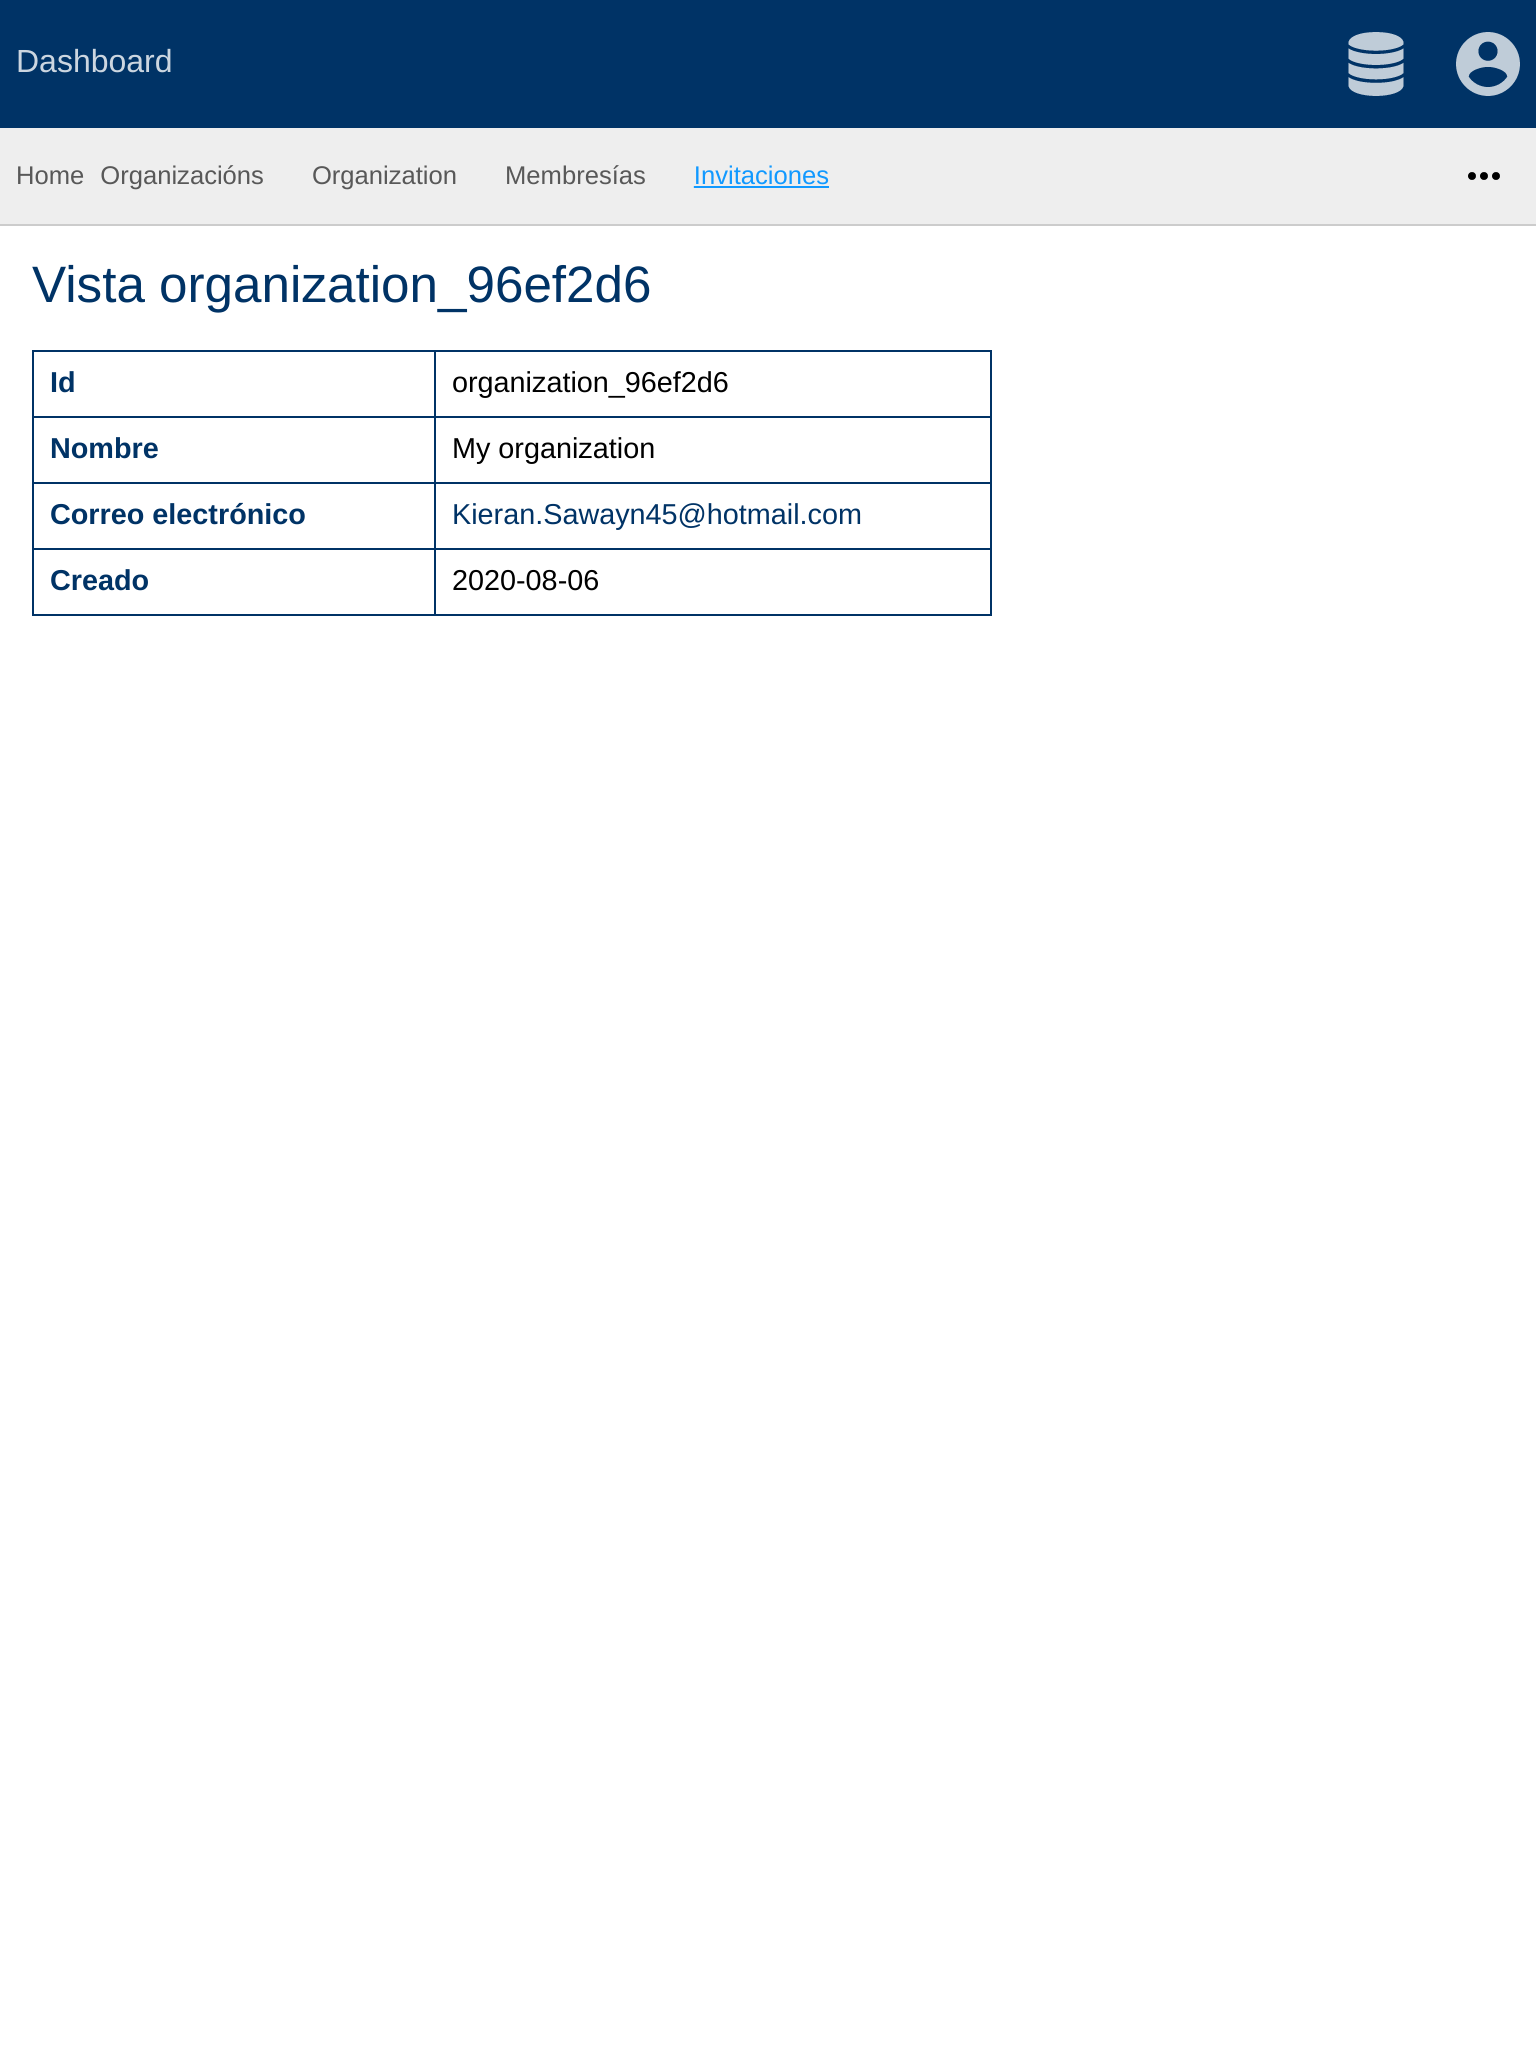 Dashboard
Home Organizacións Organization Membresías Invitaciones
Vista organization_96ef2d6
Id organization_96ef2d6
Nombre My organization
Correo electrónico Kieran.Sawayn45@hotmail.com
Creado 2020-08-06